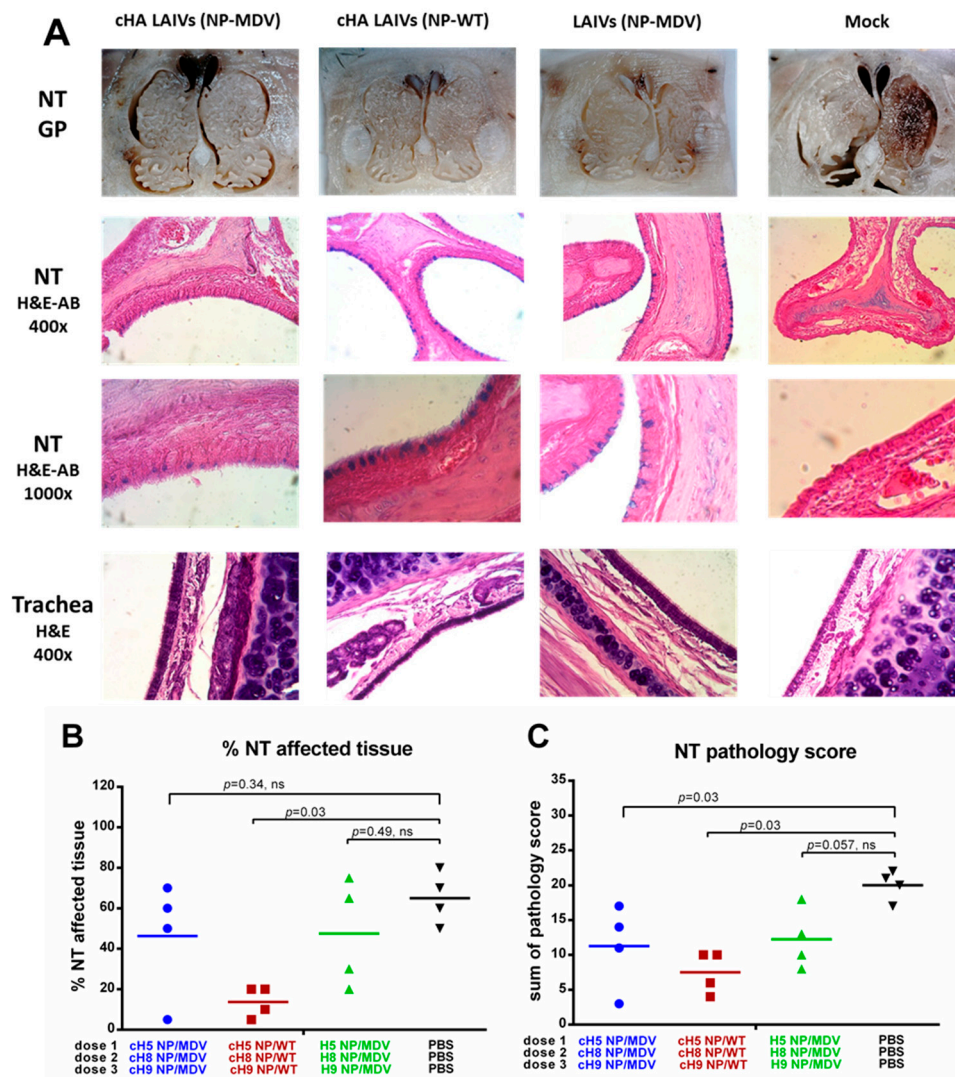 A
cHA LAIVs (NP-MDV) cHA LAIVs (NP-WT) LAIVs (NP-MDV) Mock
NT
GP
NT
H&E-AB
400x
NT
H&E-AB
1000x
Trachea
H&E
400x
B
% NT affected tissue
% NT affected tissue
120
100
80
60
40
20
0
p=0.34, ns
p=0.03
p=0.49, ns
dose 1 cH5 NP/MDV cH5 NP/WT H5 NP/MDV PBS
dose 2 cH8 NP/MDV cH8 NP/WT H8 NP/MDV PBS
dose 3 cH9 NP/MDV cH9 NP/WT H9 NP/MDV PBS
C
NT pathology score
sum of pathology score
35
30
25
20
15
10
5
0
p=0.03
p=0.03
p=0.057, ns
dose 1 cH5 NP/MDV cH5 NP/WT H5 NP/MDV PBS
dose 2 cH8 NP/MDV cH8 NP/WT H8 NP/MDV PBS
dose 3 cH9 NP/MDV cH9 NP/WT H9 NP/MDV PBS